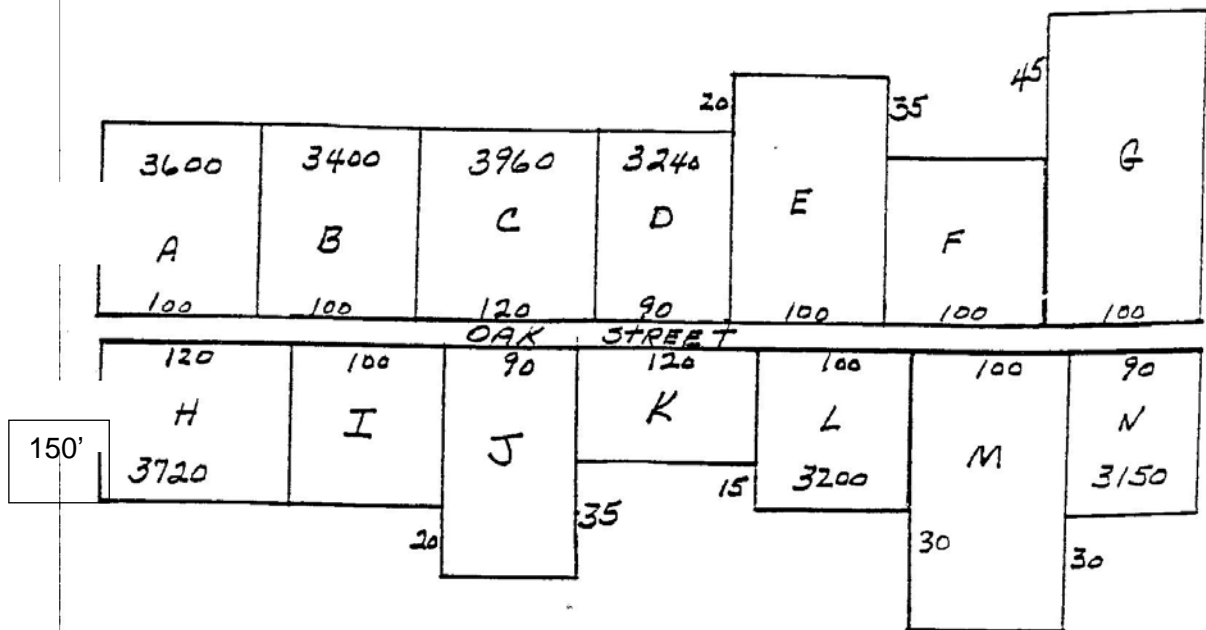 45
20 35
3600 3400 3960 3240 G
E
C D
A B F
100 100 120 90 100 100 100
OAK STREET
120 100 90 120 100 100 90
H I J K L M N
150'
3720 15 3200 3150
35
20 30 30